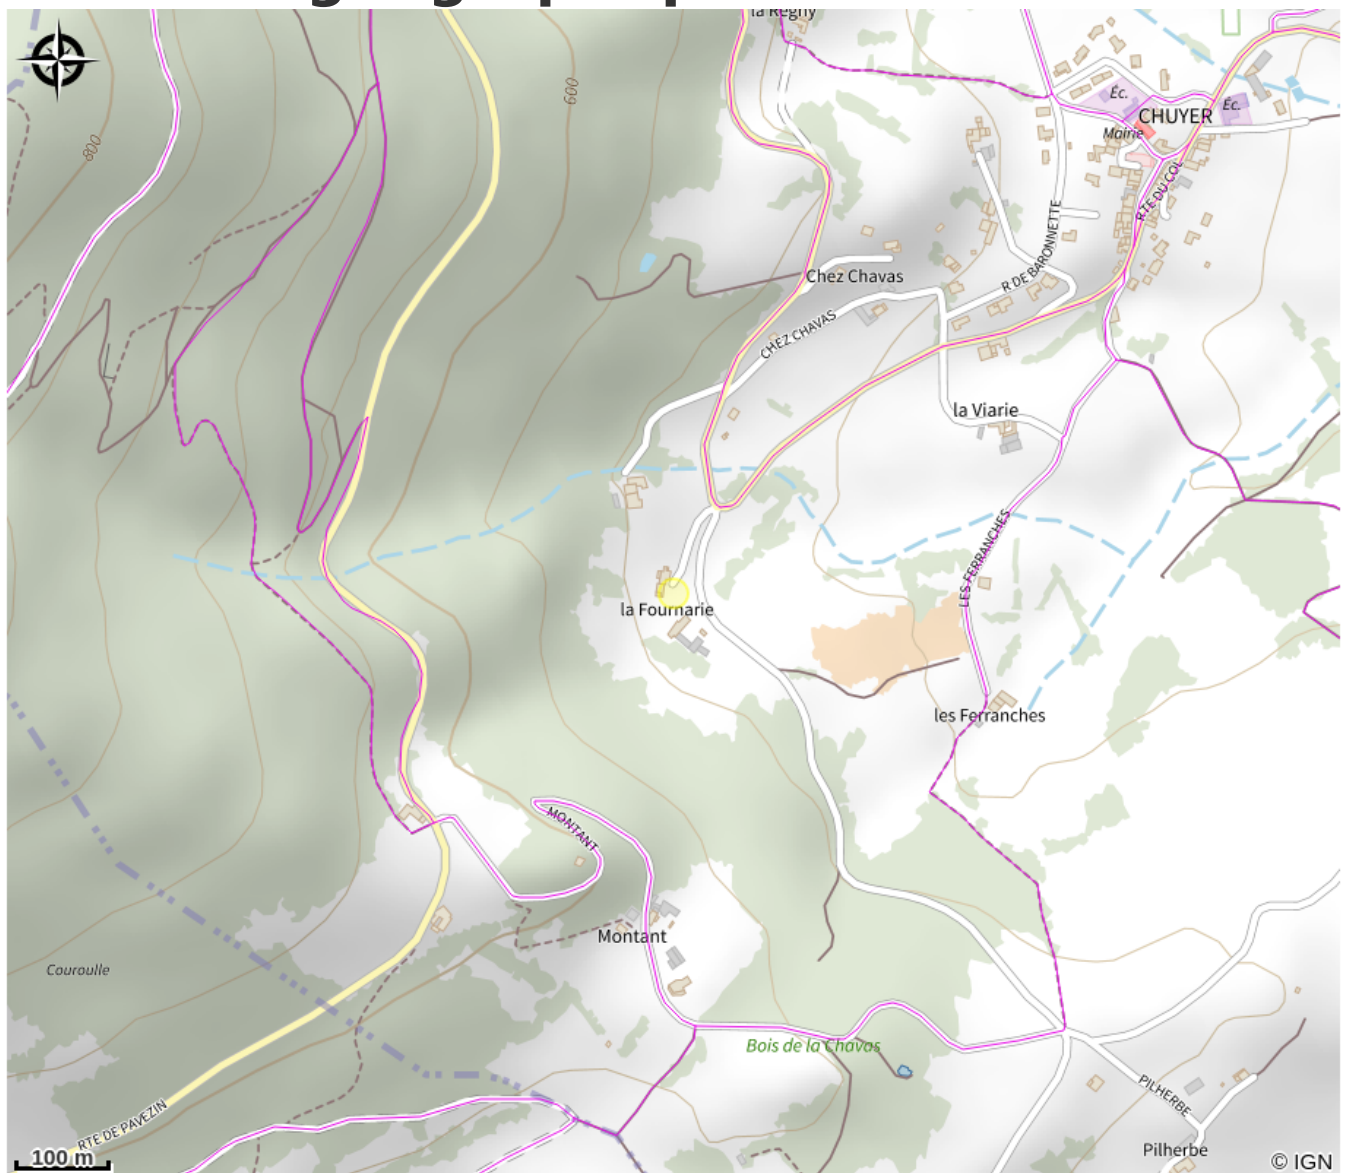 la Regny
600
800
Éc.
Éc.
CHUYER
Mairie
RTE DU COL
R DE BARONNETTE
Chez Chavas
CHEZ CHAVAS
la Viarie
LES FERRANCHES
la Fournarie
les Ferranches
MONTANT
Montant
Couroulle
Bois de la Chavas
PILHERBE
RTE DE PAVEZIN
Pilherbe
100 m
© IGN